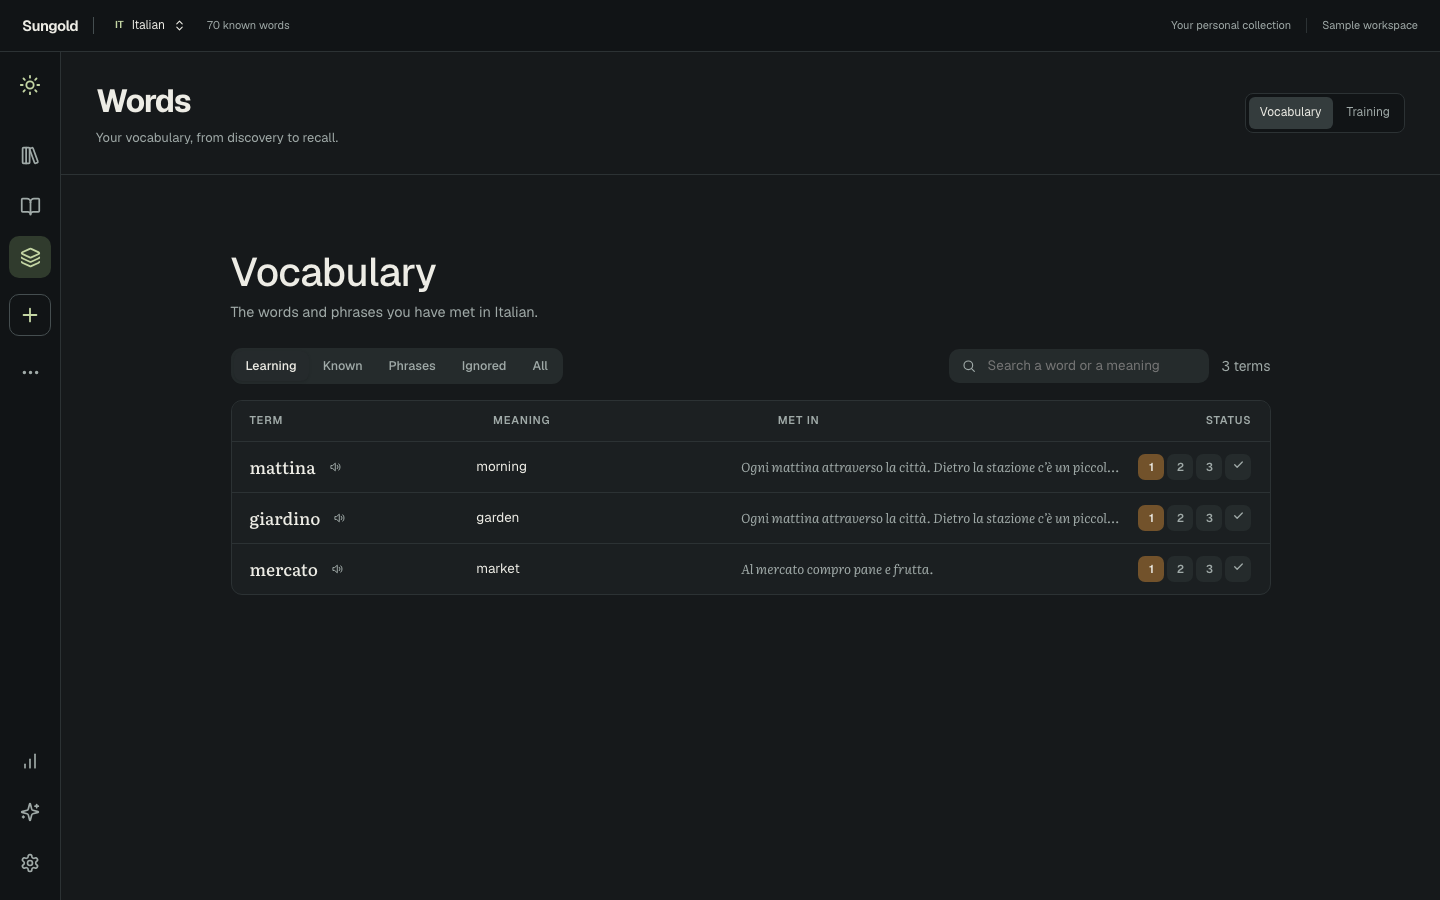 Sungold
IT Italian
70 known words
Your personal collection
Sample workspace
Words
Your vocabulary, from discovery to recall.
Vocabulary
Training
Vocabulary
The words and phrases you have met in Italian.
Learning Known Phrases Ignored All
Search a word or a meaning
3 terms
TERM MEANING MET IN STATUS
mattina morning Ogni mattina attraverso la città. Dietro la stazione c'è un piccol... 1 2 3
giardino garden Ogni mattina attraverso la città. Dietro la stazione c'è un piccol... 1 2 3
mercato market Al mercato compro pane e frutta. 1 2 3